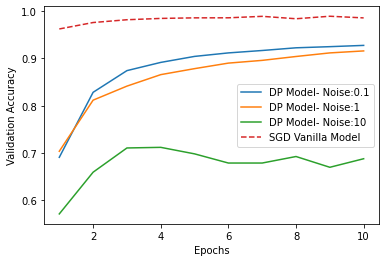 1.0
0.9
0.8
0.7
0.6
Validation Accuracy
DP Model- Noise:0.1
DP Model- Noise:1
DP Model- Noise:10
SGD Vanilla Model
2 4 6 8 10
Epochs